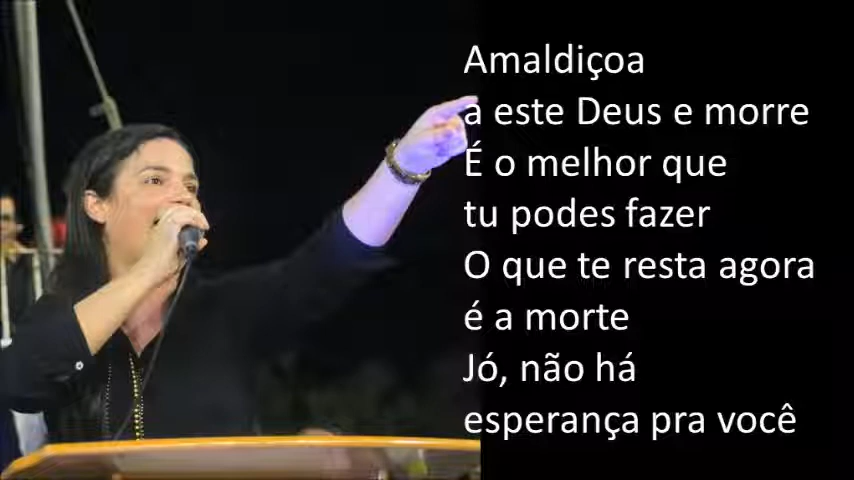 Amaldiçoa
a este Deus e morre
É o melhor que
tu podes fazer
O que te resta agora
é a morte
Jó, não há
esperança pra você